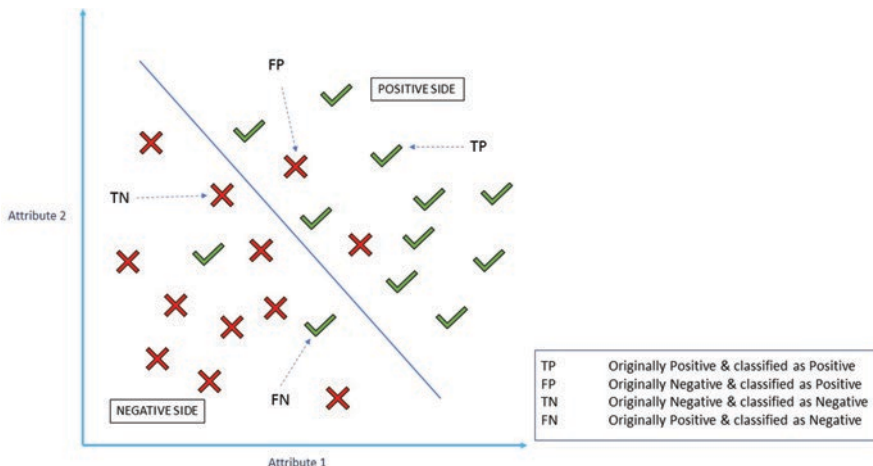 FP
POSITIVE SIDE
TP
TN
Attribute 2
FN
NEGATIVE SIDE
Attribute 1
TP Originally Positive & classified as Positive
FP Originally Negative & classified as Positive
TN Originally Negative & classified as Negative
FN Originally Positive & classified as Negative